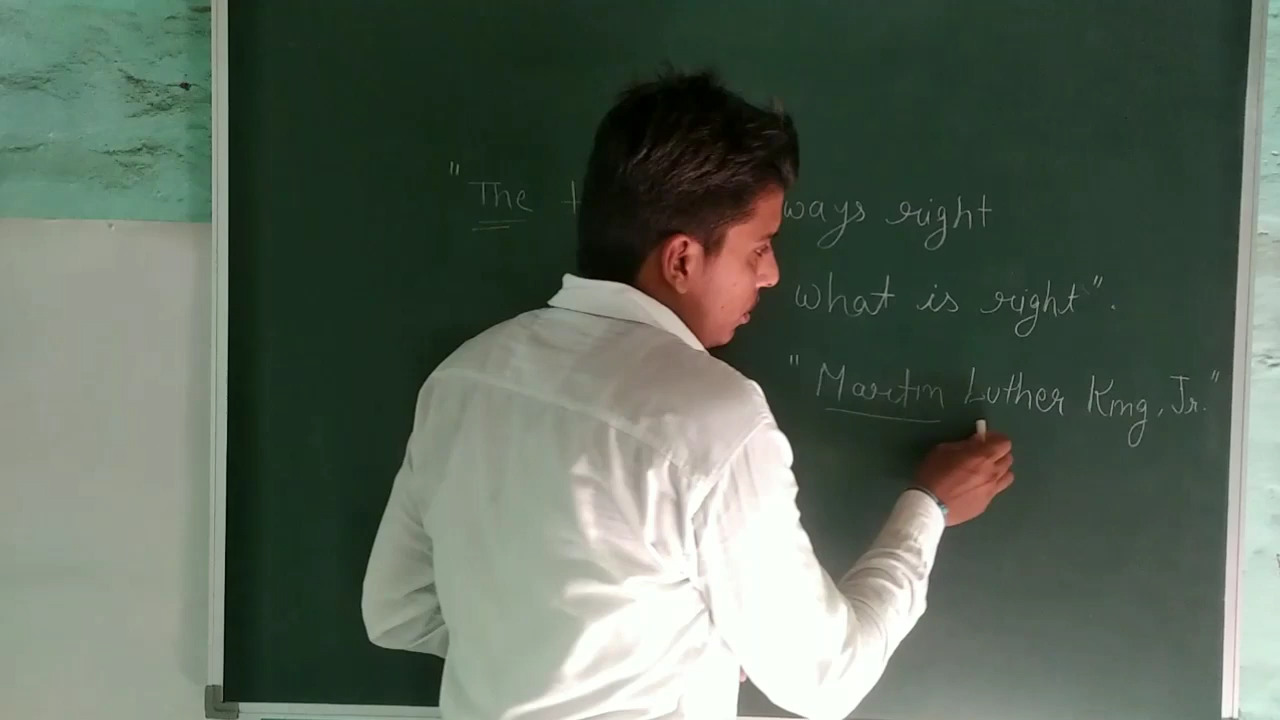 "The ways right
what is right".
"Martin Luther King, Jr."